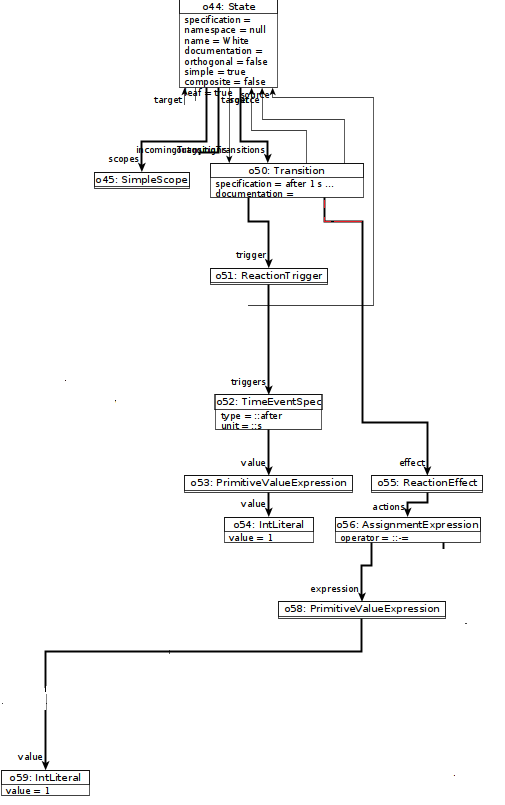 o44: State
specification =
namespace = null
name = White
documentation =
orthogonal = false
simple = true
composite = false
leaf = true
target
source
scopes
o45: SimpleScope
o50: Transition
specification = after 1 s ...
documentation =
trigger
o51: ReactionTrigger
triggers
o52: TimeEventSpec
type = ::after
unit = ::s
value
effect
o53: PrimitiveValueExpression
o55: ReactionEffect
value
actions
o54: IntLiteral
value = 1
o56: AssignmentExpression
operator = ::-=
expression
o58: PrimitiveValueExpression
value
o59: IntLiteral
value = 1